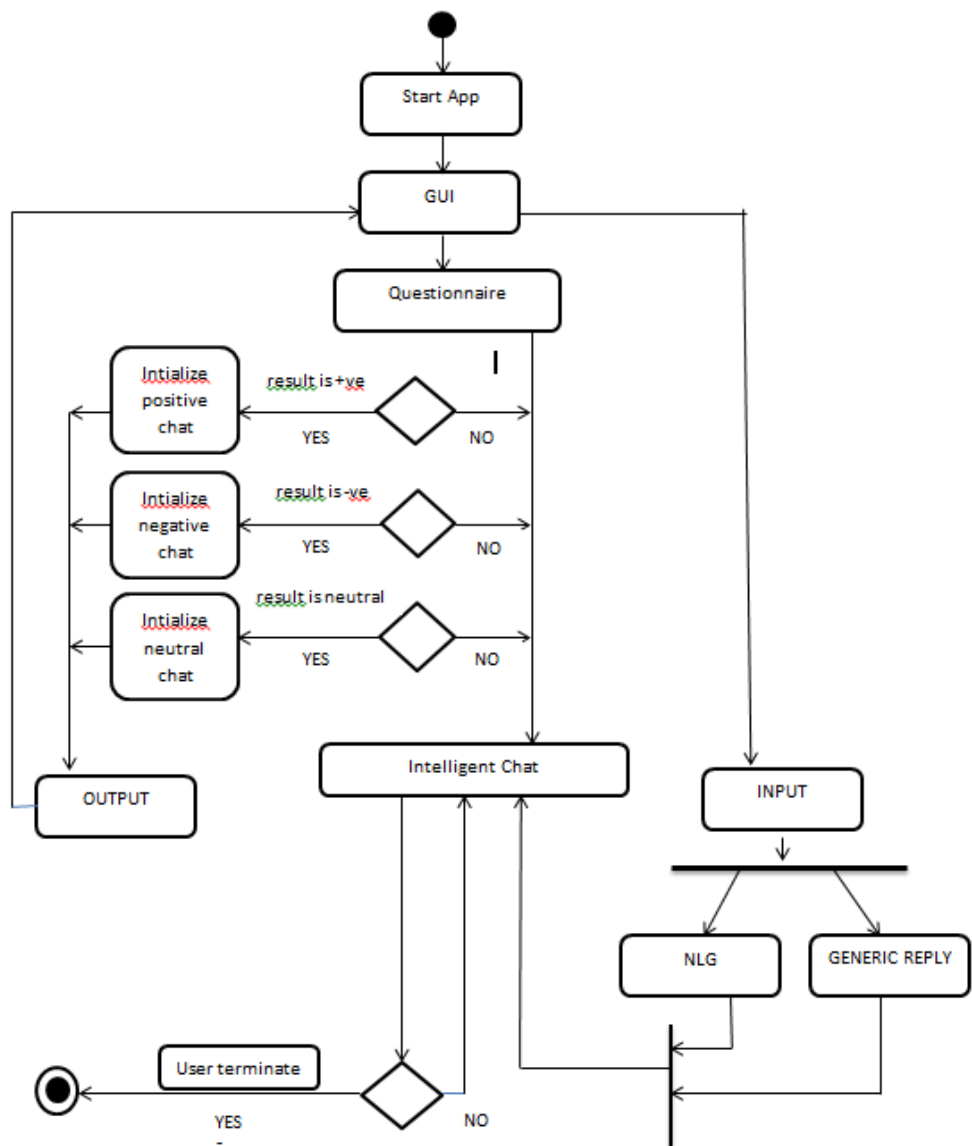 Start App
GUI
Questionnaire
Intialize
positive
chat
result is +ve
YES
NO
Intialize
negative
chat
result is -ve
YES
NO
Intialize
neutral
chat
result is neutral
YES
NO
Intelligent Chat
OUTPUT
INPUT
NLG
GENERIC REPLY
User terminate
YES
NO